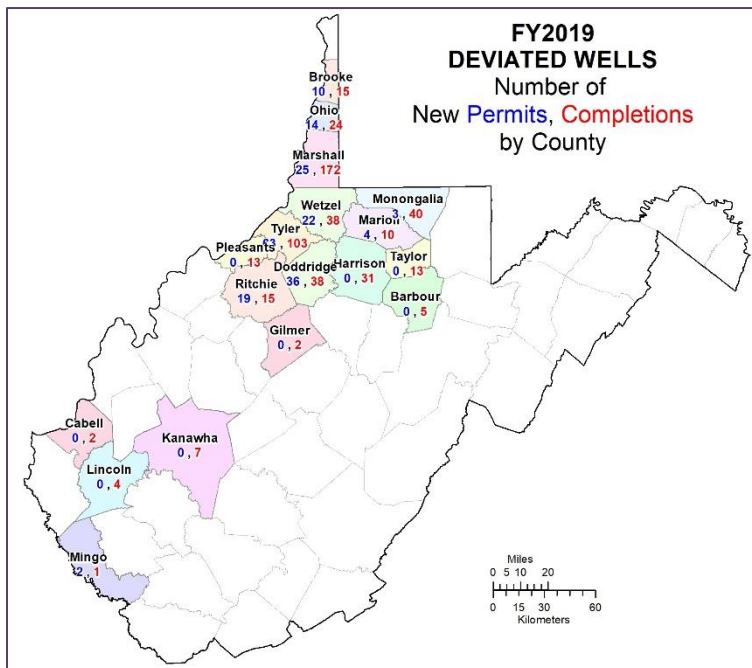 FY2019
DEVIATED WELLS
Number of
New Permits, Completions
by County
Brooke
10 , 15
Ohio
14 , 24
Marshall
25 , 172
Wetzel
22 , 38
Monongalia
3 , 40
Marion
4 , 10
Tyler
63 , 103
Pleasants
0 , 13
Doddridge
36 , 38
Harrison
0 , 31
Taylor
0 , 13
Ritchie
19 , 15
Barbour
0 , 5
Gilmer
0 , 2
Cabell
0 , 2
Kanawha
0 , 7
Lincoln
0 , 4
Mingo
2 , 1
Miles
0 5 10 20
0 15 30 60
Kilometers